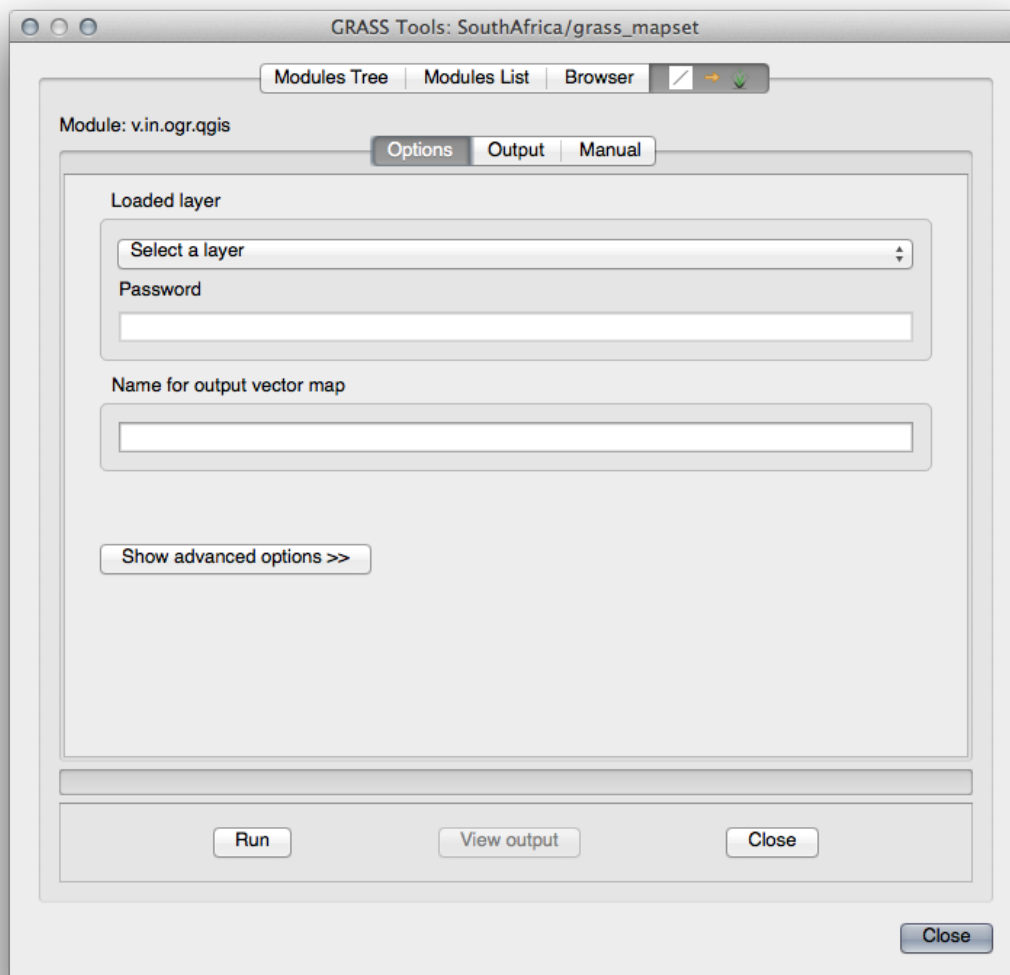 GRASS Tools: SouthAfrica/grass_mapset
Modules Tree Modules List Browser
Module: v.in.ogr.qgis
Options Output Manual
Loaded layer
Select a layer
Password
Name for output vector map
Show advanced options >>
Run View output Close
Close